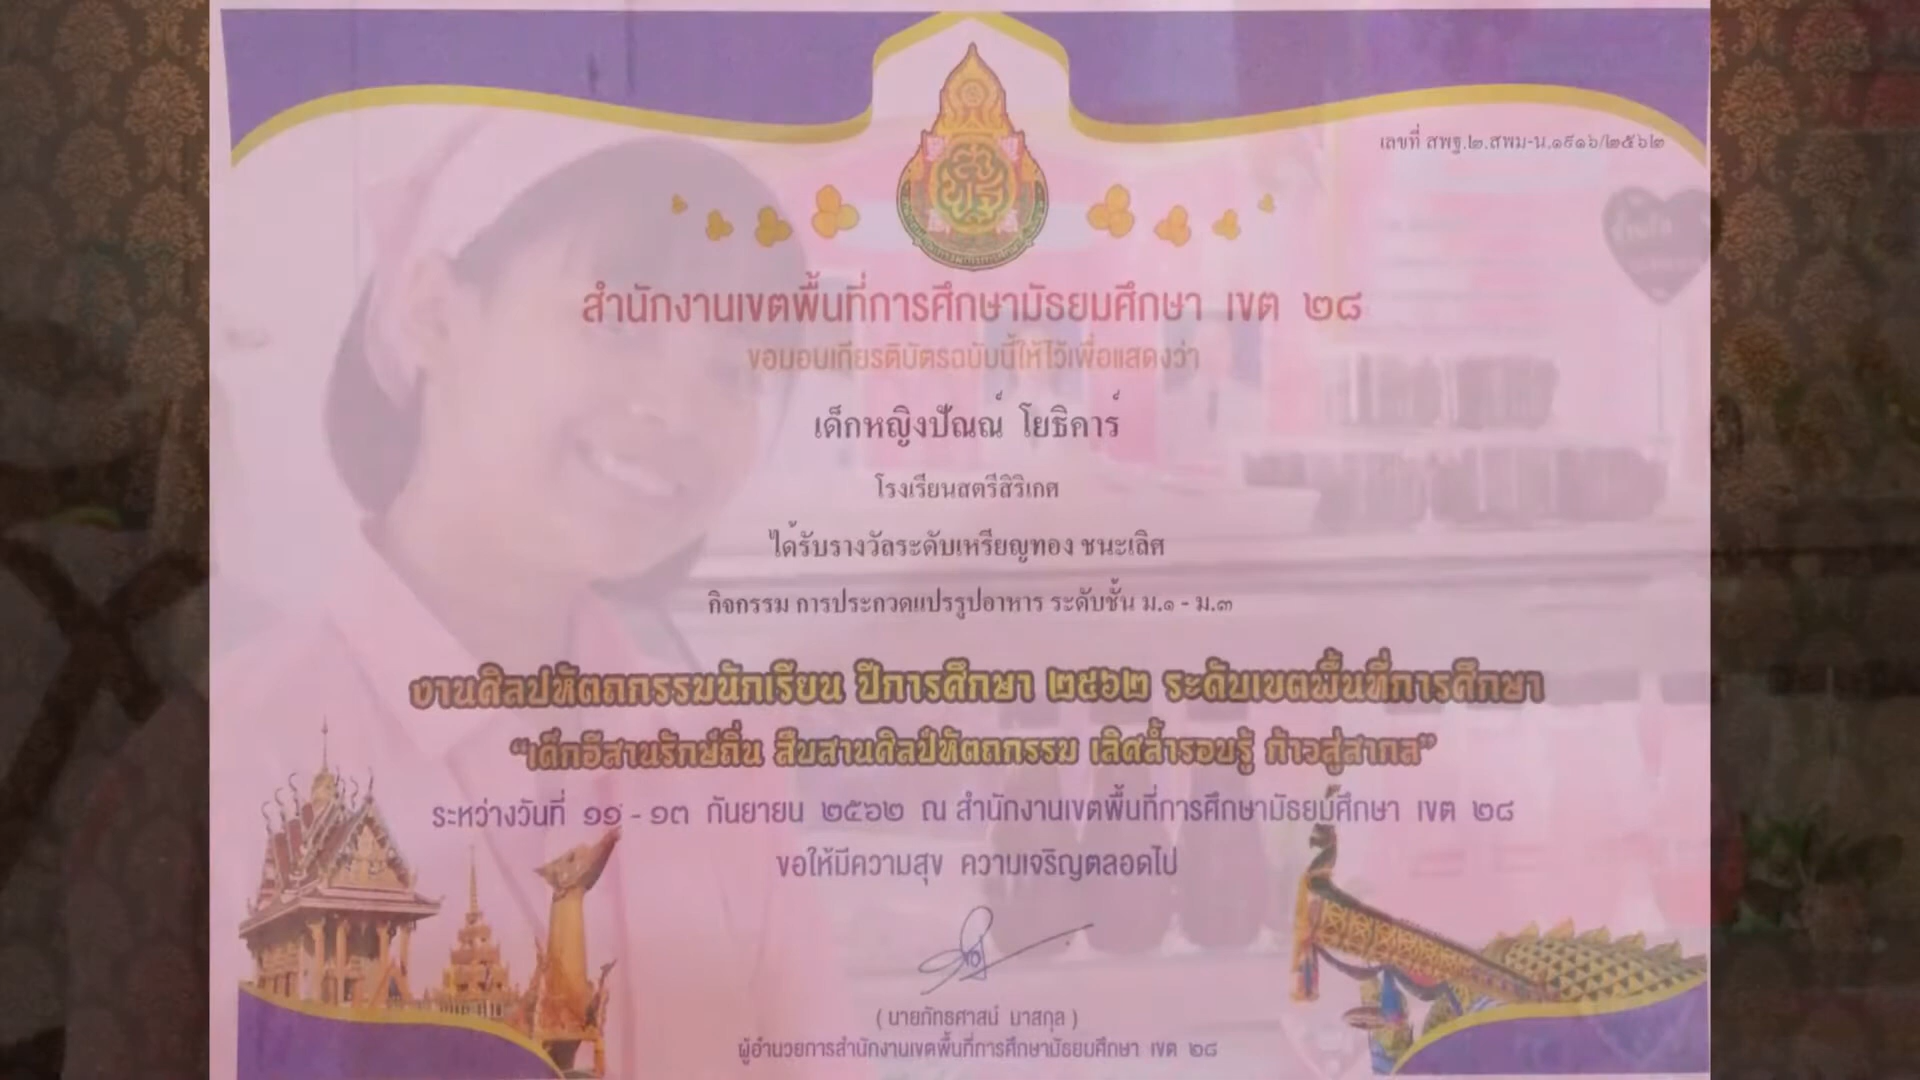 เลขที่ สพฐ.๒.สพม-น.๑๙๑๖/๒๕๖๒
สำนักงานเขตพื้นที่การศึกษามัธยมศึกษา เขต ๒๘
ขอมอบเกียรติบัตรฉบับนี้ให้ไว้เพื่อแสดงว่า
เด็กหญิงปัณณ์ โยธิคาร์
โรงเรียนสตรีสิริเกศ
ได้รับรางวัลระดับเหรียญทอง ชนะเลิศ
กิจกรรม การประกวดแปรรูปอาหาร ระดับชั้น ม.๑ - ม.๓
งานศิลปหัตถกรรมนักเรียน ปีการศึกษา ๒๕๖๒ ระดับเขตพื้นที่การศึกษา
“เด็กอีสานรักษ์ถิ่น สืบสานศิลป์หัตถกรรม เลิศล้ำรอบรู้ ก้าวสู่สากล”
ระหว่างวันที่ ๑๑ - ๑๓ กันยายน ๒๕๖๒ ณ สำนักงานเขตพื้นที่การศึกษามัธยมศึกษา เขต ๒๘
ขอให้มีความสุข ความเจริญตลอดไป
( นายภัทรศาสน์ มาสกุล )
ผู้อำนวยการสำนักงานเขตพื้นที่การศึกษามัธยมศึกษา เขต ๒๘